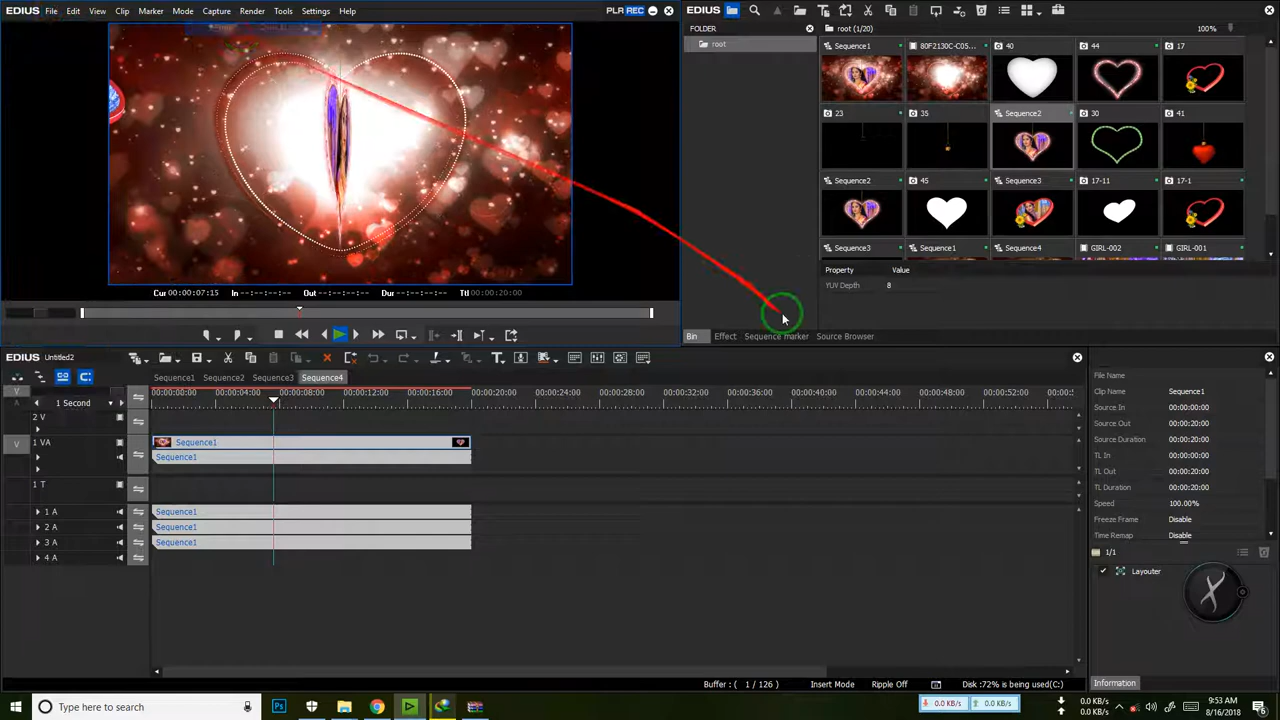 EDIUS File Edit View Clip Marker Mode Capture Render Tools Settings Help PLR REC
EDIUS
FOLDER root (1/20) 100%
root
Sequence1 80F2130C-C05... 40 44 17
23 35 Sequence2 30 41
Sequence2 45 Sequence3 17-11 17-1
Sequence3 Sequence1 Sequence4 GIRL-002 GIRL-001
Property Value
YUV Depth 8
Cur 00:00:07:15 In --:--:--:-- Out --:--:--:-- Dur --:--:--:-- Ttl 00:00:20:00
Bin Effect Sequence marker Source Browser
EDIUS Untitled2
Sequence1 Sequence2 Sequence3 Sequence4
V
A
1 Second
00:00:00:00 00:00:04:00 00:00:08:00 00:00:12:00 00:00:16:00 00:00:20:00 00:00:24:00 00:00:28:00 00:00:32:00 00:00:36:00 00:00:40:00 00:00:44:00 00:00:48:00 00:00:52:00
2 V
V 1 VA Sequence1
Sequence1
1 T
1 A Sequence1
2 A Sequence1
3 A Sequence1
4 A
File Name
Clip Name Sequence1
Source In 00:00:00:00
Source Out 00:00:20:00
Source Duration 00:00:20:00
TL In 00:00:00:00
TL Out 00:00:20:00
TL Duration 00:00:20:00
Speed 100.00%
Freeze Frame Disable
Time Remap Disable
1/1
Layouter
Information
Buffer : ( 1 / 126 ) Insert Mode Ripple Off Disk :72% is being used(C:)
Type here to search
0.0 KB/s 0.0 KB/s
0.0 KB/s
0.0 KB/s
9:53 AM
8/16/2018